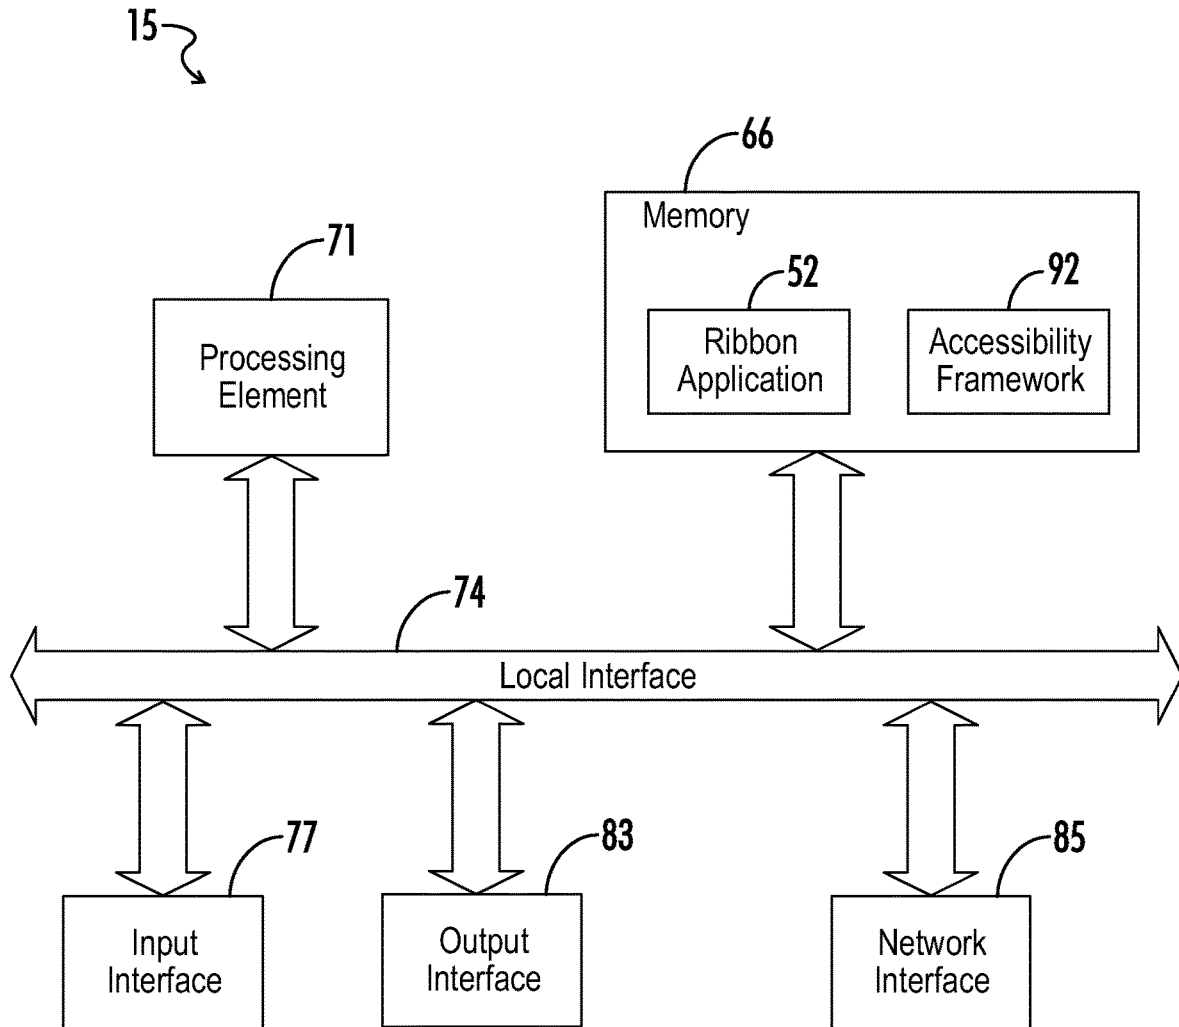 15
66
Memory
71
52
92
Processing
Element
Ribbon
Application
Accessibility
Framework
74
Local Interface
77
83
85
Input
Interface
Output
Interface
Network
Interface